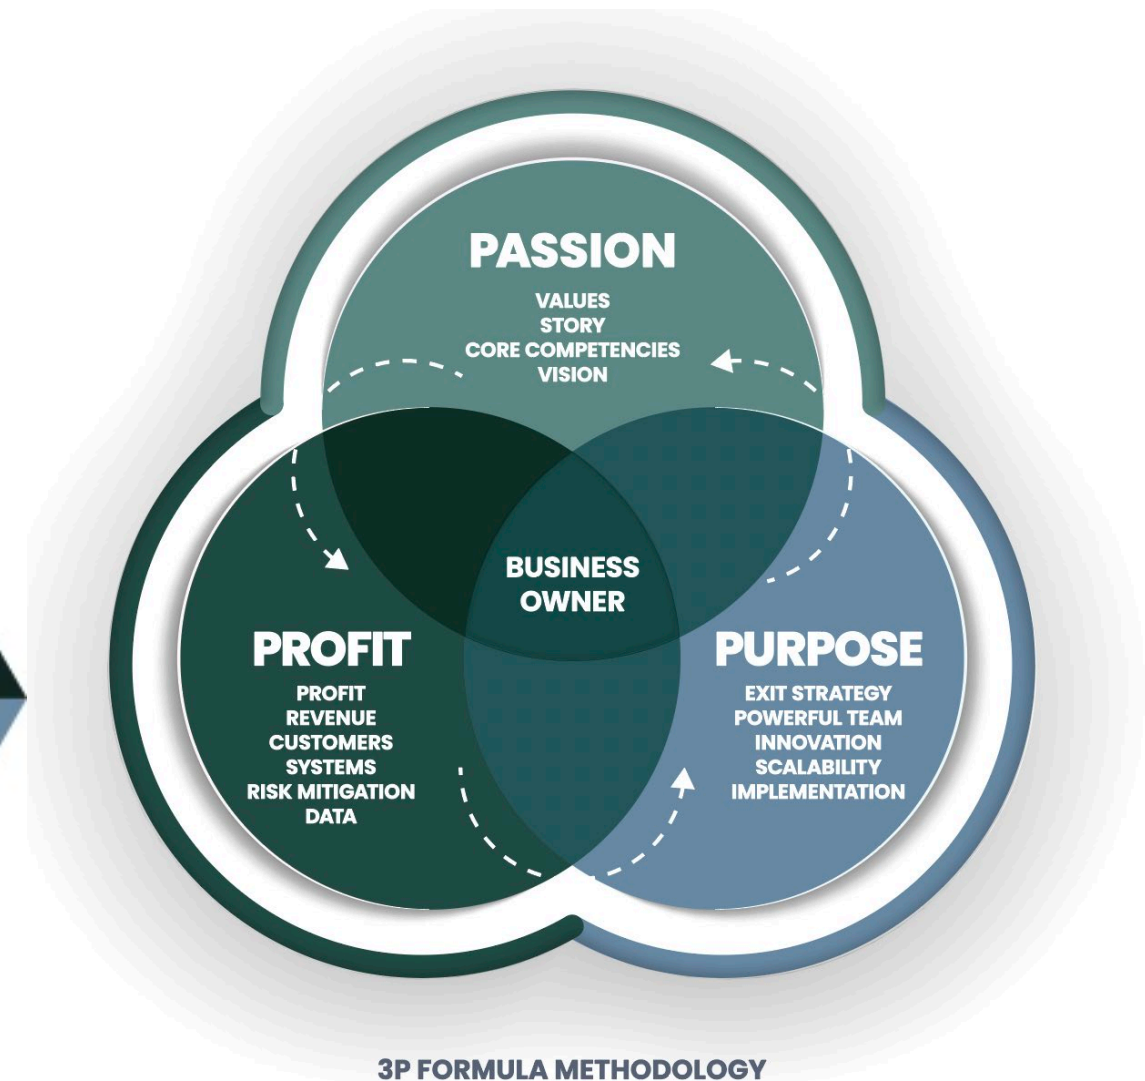 PASSION
VALUES
STORY
CORE COMPETENCIES
VISION
BUSINESS
OWNER
PROFIT
PROFIT
REVENUE
CUSTOMERS
SYSTEMS
RISK MITIGATION
DATA
PURPOSE
EXIT STRATEGY
POWERFUL TEAM
INNOVATION
SCALABILITY
IMPLEMENTATION
3P FORMULA METHODOLOGY